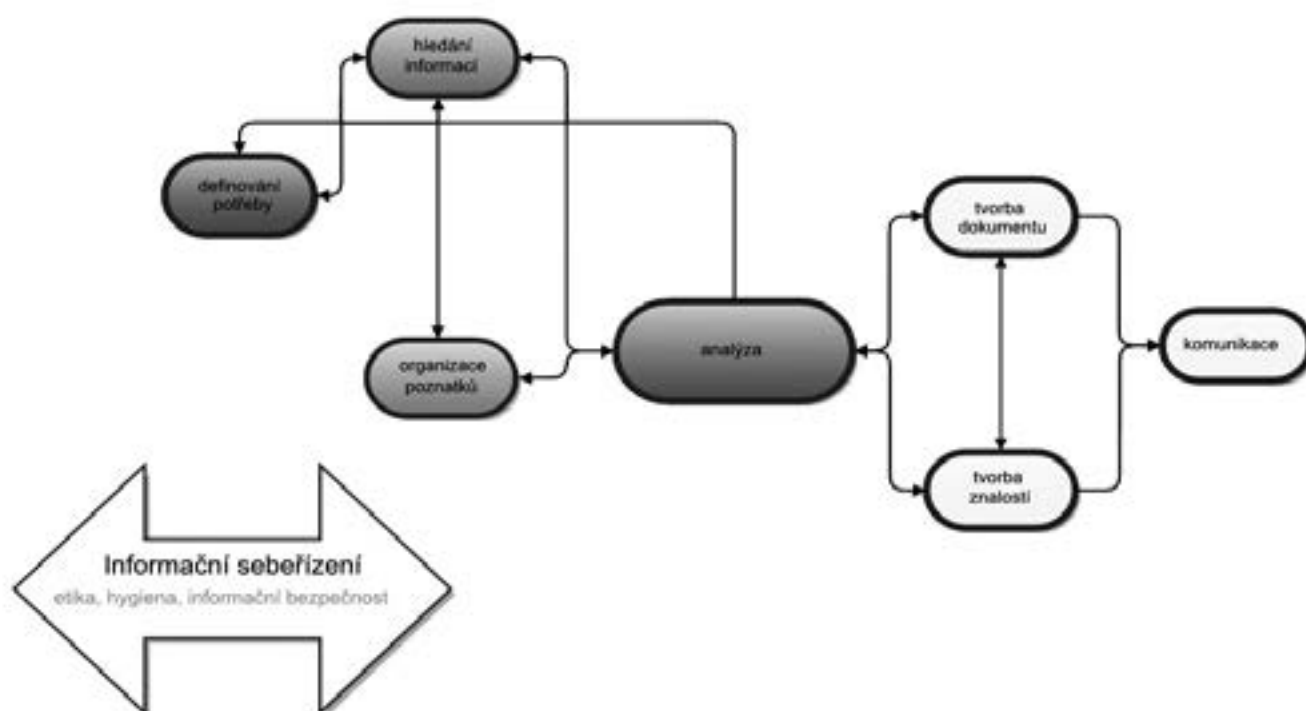 hledání
informací
definování
potřeby
organizace
poznatků
analýza
tvorba
dokumentu
tvorba
znalostí
komunikace
Informační sebeřízení
etika, hygiena, informační bezpečnost